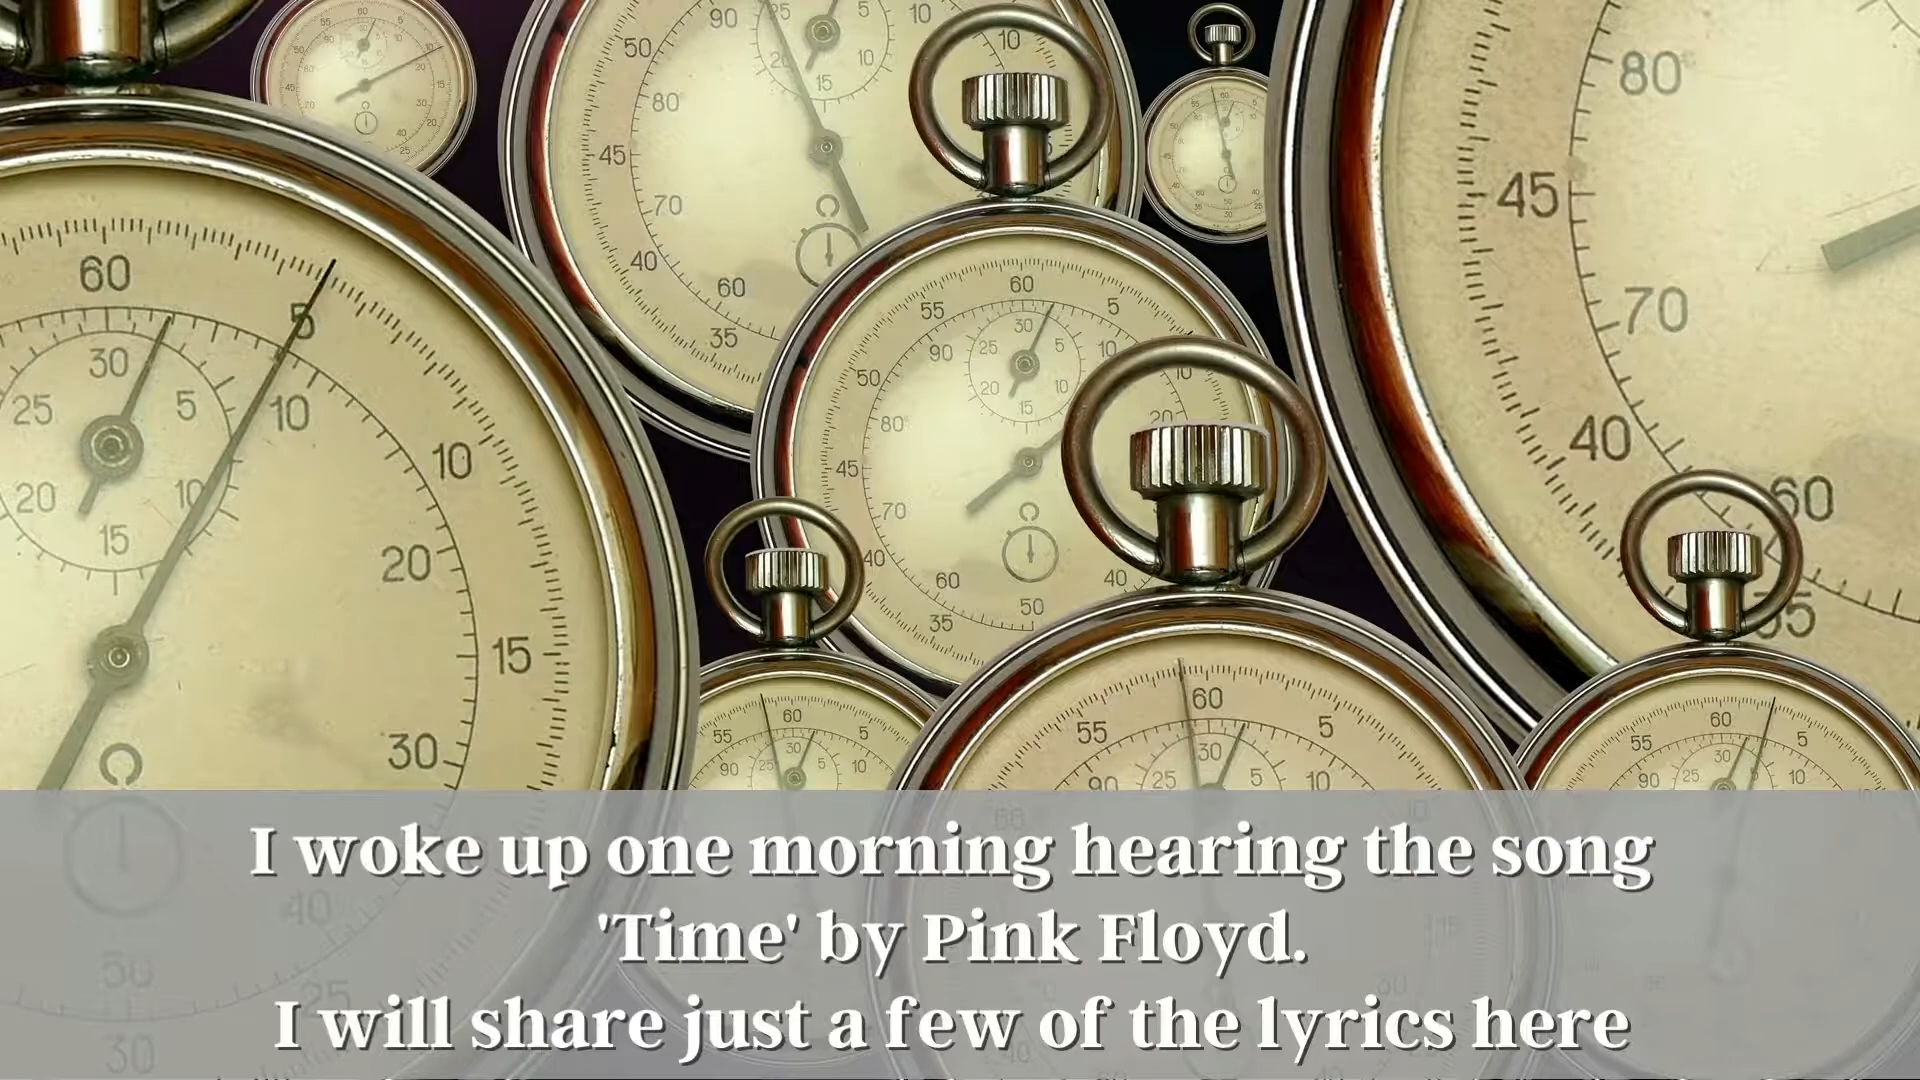 I woke up one morning hearing the song
'Time' by Pink Floyd.
I will share just a few of the lyrics here